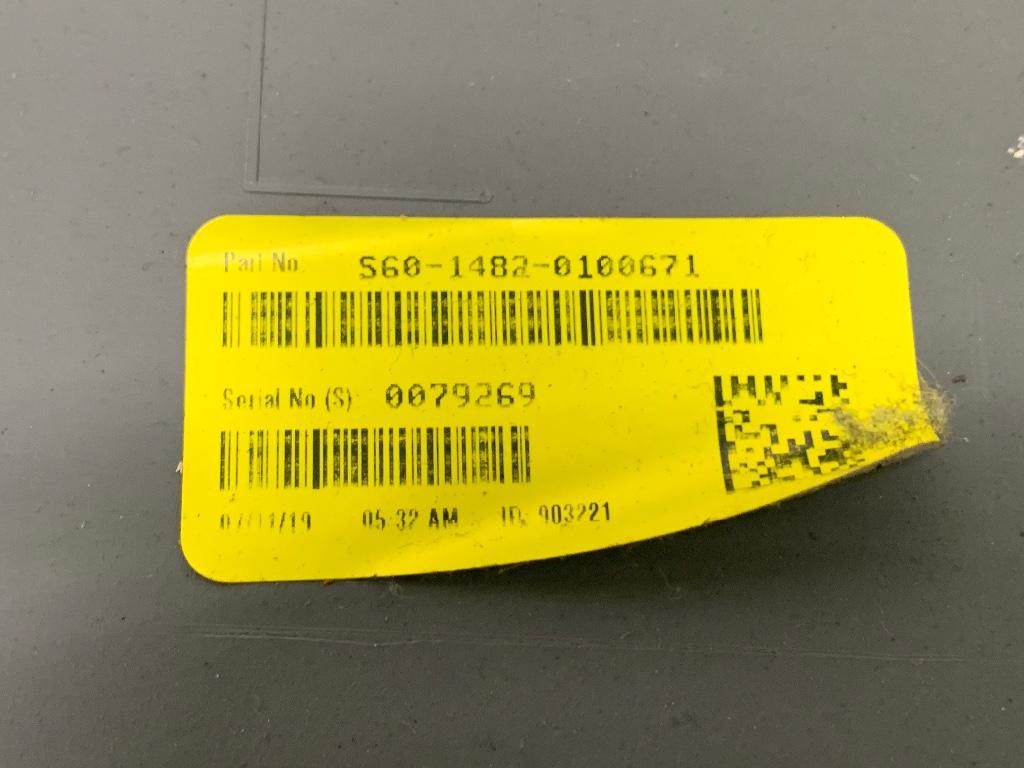 Part No. S60-1482-0100671
Serial No (S) 0079269
07/11/19 05:32 AM ID: 903221